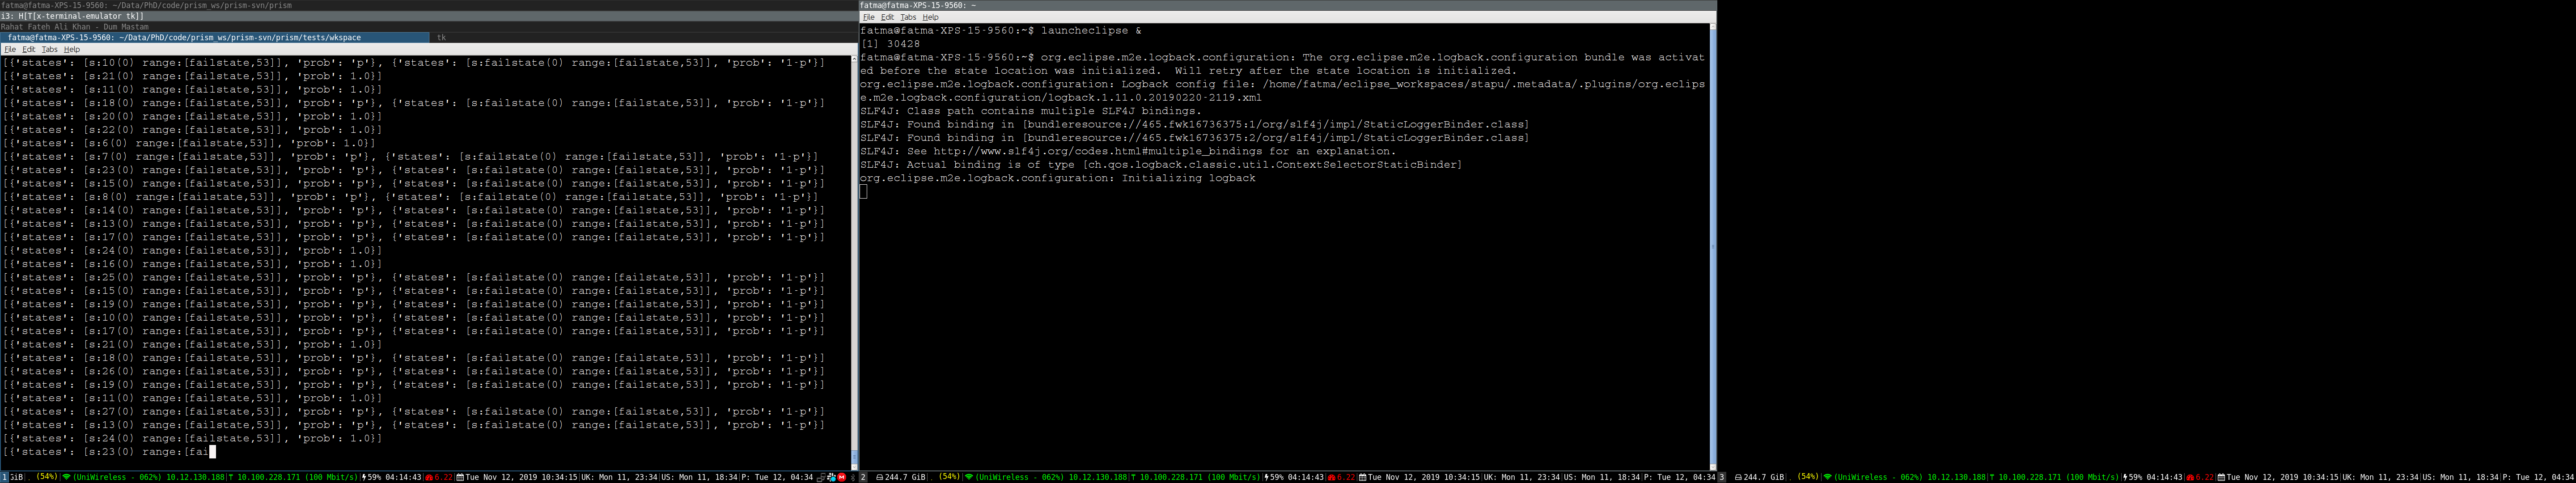 fatma@fatma-XPS-15-9560: ~/Data/PhD/code/prism_ws/prism-svn/prism
i3: H[T[x-terminal-emulator tk]]
Rahat Fateh Ali Khan - Dum Mastam
fatma@fatma-XPS-15-9560: ~/Data/PhD/code/prism_ws/prism-svn/prism/tests/wkspace tk
File Edit Tabs Help
[{'states': [s:10(0) range:[failstate,53]], 'prob': 'p'}, {'states': [s:failstate(0) range:[failstate,53]], 'prob': '1-p'}]
[{'states': [s:21(0) range:[failstate,53]], 'prob': 1.0}]
[{'states': [s:11(0) range:[failstate,53]], 'prob': 1.0}]
[{'states': [s:18(0) range:[failstate,53]], 'prob': 'p'}, {'states': [s:failstate(0) range:[failstate,53]], 'prob': '1-p'}]
[{'states': [s:20(0) range:[failstate,53]], 'prob': 1.0}]
[{'states': [s:22(0) range:[failstate,53]], 'prob': 1.0}]
[{'states': [s:6(0) range:[failstate,53]], 'prob': 1.0}]
[{'states': [s:7(0) range:[failstate,53]], 'prob': 'p'}, {'states': [s:failstate(0) range:[failstate,53]], 'prob': '1-p'}]
[{'states': [s:23(0) range:[failstate,53]], 'prob': 'p'}, {'states': [s:failstate(0) range:[failstate,53]], 'prob': '1-p'}]
[{'states': [s:15(0) range:[failstate,53]], 'prob': 'p'}, {'states': [s:failstate(0) range:[failstate,53]], 'prob': '1-p'}]
[{'states': [s:8(0) range:[failstate,53]], 'prob': 'p'}, {'states': [s:failstate(0) range:[failstate,53]], 'prob': '1-p'}]
[{'states': [s:14(0) range:[failstate,53]], 'prob': 'p'}, {'states': [s:failstate(0) range:[failstate,53]], 'prob': '1-p'}]
[{'states': [s:13(0) range:[failstate,53]], 'prob': 'p'}, {'states': [s:failstate(0) range:[failstate,53]], 'prob': '1-p'}]
[{'states': [s:17(0) range:[failstate,53]], 'prob': 'p'}, {'states': [s:failstate(0) range:[failstate,53]], 'prob': '1-p'}]
[{'states': [s:24(0) range:[failstate,53]], 'prob': 1.0}]
[{'states': [s:16(0) range:[failstate,53]], 'prob': 1.0}]
[{'states': [s:25(0) range:[failstate,53]], 'prob': 'p'}, {'states': [s:failstate(0) range:[failstate,53]], 'prob': '1-p'}]
[{'states': [s:15(0) range:[failstate,53]], 'prob': 'p'}, {'states': [s:failstate(0) range:[failstate,53]], 'prob': '1-p'}]
[{'states': [s:19(0) range:[failstate,53]], 'prob': 'p'}, {'states': [s:failstate(0) range:[failstate,53]], 'prob': '1-p'}]
[{'states': [s:10(0) range:[failstate,53]], 'prob': 'p'}, {'states': [s:failstate(0) range:[failstate,53]], 'prob': '1-p'}]
[{'states': [s:17(0) range:[failstate,53]], 'prob': 'p'}, {'states': [s:failstate(0) range:[failstate,53]], 'prob': '1-p'}]
[{'states': [s:21(0) range:[failstate,53]], 'prob': 1.0}]
[{'states': [s:18(0) range:[failstate,53]], 'prob': 'p'}, {'states': [s:failstate(0) range:[failstate,53]], 'prob': '1-p'}]
[{'states': [s:26(0) range:[failstate,53]], 'prob': 'p'}, {'states': [s:failstate(0) range:[failstate,53]], 'prob': '1-p'}]
[{'states': [s:19(0) range:[failstate,53]], 'prob': 'p'}, {'states': [s:failstate(0) range:[failstate,53]], 'prob': '1-p'}]
[{'states': [s:11(0) range:[failstate,53]], 'prob': 1.0}]
[{'states': [s:27(0) range:[failstate,53]], 'prob': 'p'}, {'states': [s:failstate(0) range:[failstate,53]], 'prob': '1-p'}]
[{'states': [s:13(0) range:[failstate,53]], 'prob': 'p'}, {'states': [s:failstate(0) range:[failstate,53]], 'prob': '1-p'}]
[{'states': [s:24(0) range:[failstate,53]], 'prob': 1.0}]
[{'states': [s:23(0) range:[fai
1 GiB| (54%)|(UniWireless - 062%) 10.12.130.188|T 10.100.228.171 (100 Mbit/s)|59% 04:14:43|6.22|Tue Nov 12, 2019 10:34:15|UK: Mon 11, 23:34|US: Mon 11, 18:34|P: Tue 12, 04:34
fatma@fatma-XPS-15-9560: ~
File Edit Tabs Help
fatma@fatma-XPS-15-9560:~$ launcheclipse &
[1] 30428
fatma@fatma-XPS-15-9560:~$ org.eclipse.m2e.logback.configuration: The org.eclipse.m2e.logback.configuration bundle was activat
ed before the state location was initialized.  Will retry after the state location is initialized.
org.eclipse.m2e.logback.configuration: Logback config file: /home/fatma/eclipse_workspaces/stapu/.metadata/.plugins/org.eclips
e.m2e.logback.configuration/logback.1.11.0.20190220-2119.xml
SLF4J: Class path contains multiple SLF4J bindings.
SLF4J: Found binding in [bundleresource://465.fwk16736375:1/org/slf4j/impl/StaticLoggerBinder.class]
SLF4J: Found binding in [bundleresource://465.fwk16736375:2/org/slf4j/impl/StaticLoggerBinder.class]
SLF4J: See http://www.slf4j.org/codes.html#multiple_bindings for an explanation.
SLF4J: Actual binding is of type [ch.qos.logback.classic.util.ContextSelectorStaticBinder]
org.eclipse.m2e.logback.configuration: Initializing logback
2 244.7 GiB| (54%)|(UniWireless - 062%) 10.12.130.188|T 10.100.228.171 (100 Mbit/s)|59% 04:14:43|6.22|Tue Nov 12, 2019 10:34:15|UK: Mon 11, 23:34|US: Mon 11, 18:34|P: Tue 12, 04:34
3 244.7 GiB| (54%)|(UniWireless - 062%) 10.12.130.188|T 10.100.228.171 (100 Mbit/s)|59% 04:14:43|6.22|Tue Nov 12, 2019 10:34:15|UK: Mon 11, 23:34|US: Mon 11, 18:34|P: Tue 12, 04:34